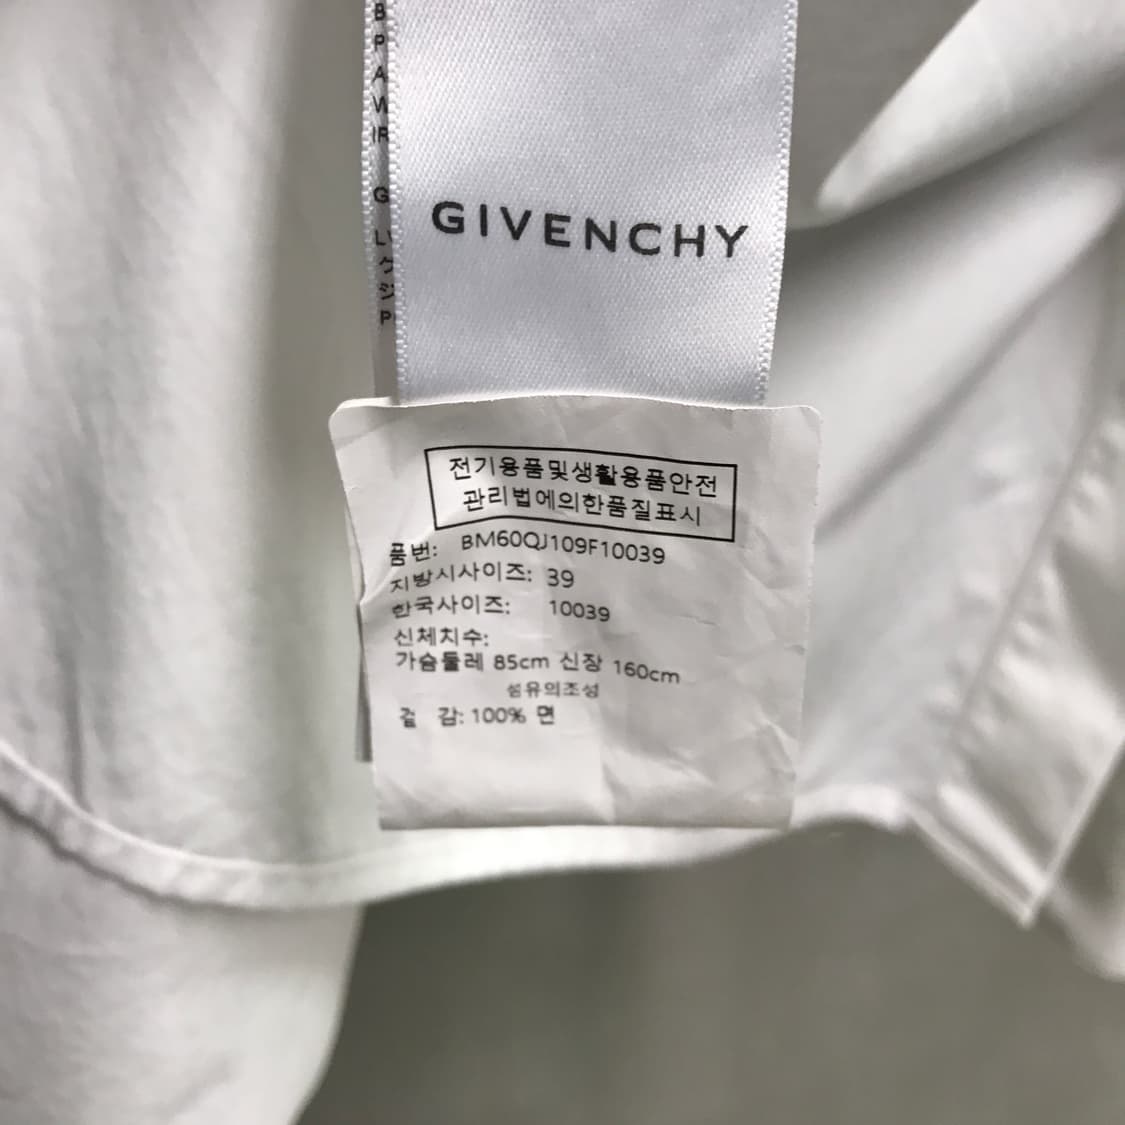 B
P
A
W
IR
G
ジ
P
GIVENCHY
전기용품및생활용품안전
관리법에의한품질표시
품번: BM60QJ109F10039
지방시사이즈: 39
한국사이즈: 10039
신체치수:
가슴둘레 85cm 신장 160cm
섬유의조성
겉 감: 100% 면